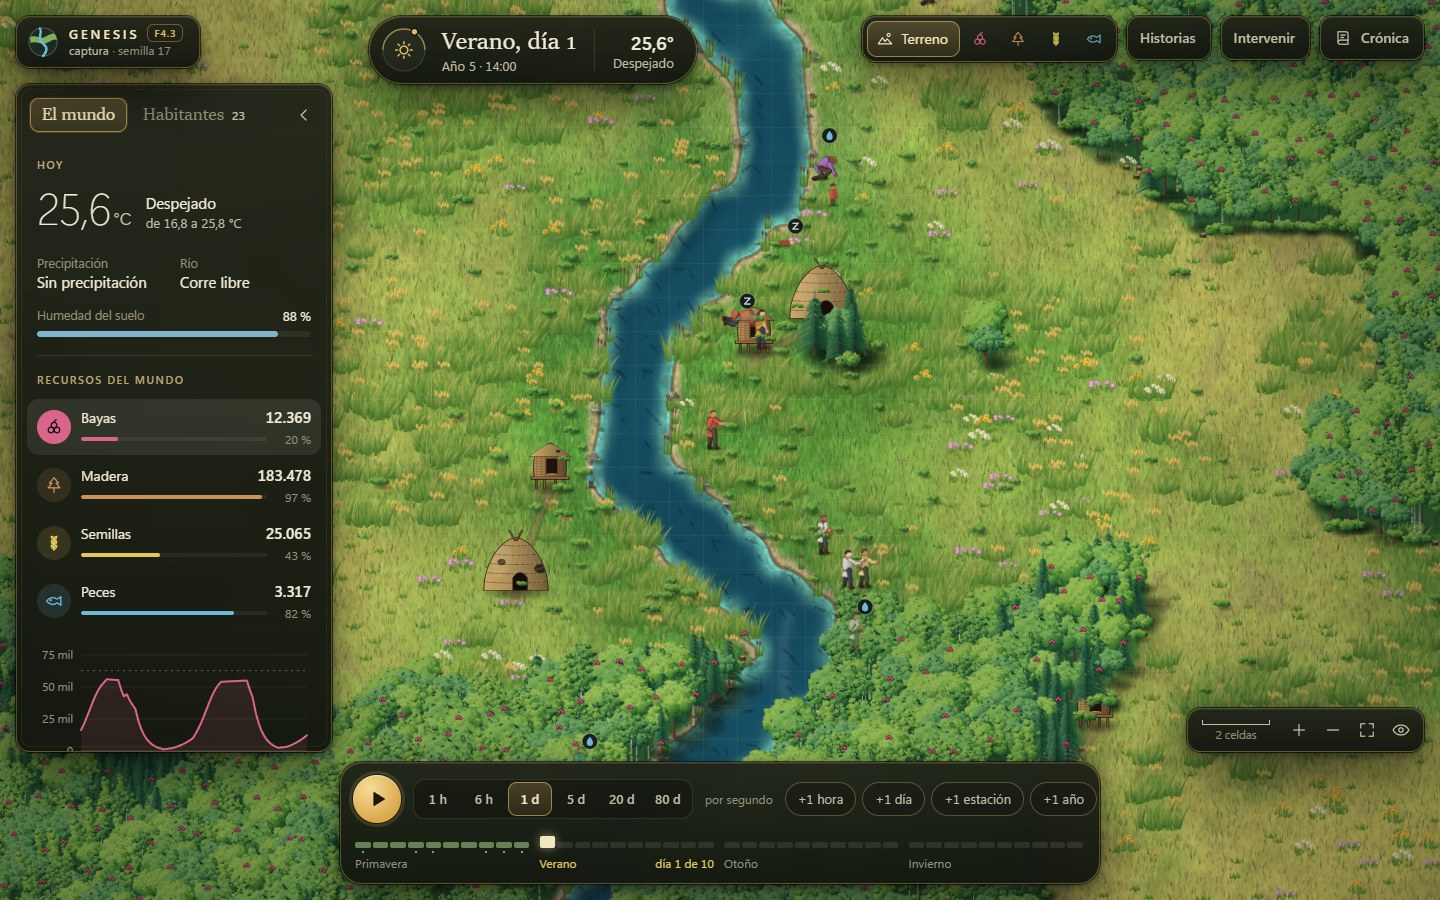 GENESIS F4.3
captura · semilla 17
Verano, día 1
Año 5 · 14:00
25,6°
Despejado
Terreno
Historias
Intervenir
Crónica
El mundo
Habitantes 23
HOY
25,6 °C
Despejado
de 16,8 a 25,8 °C
Precipitación
Sin precipitación
Río
Corre libre
Humedad del suelo 88 %
RECURSOS DEL MUNDO
Bayas 12.369
20 %
Madera 183.478
97 %
Semillas 25.065
43 %
Peces 3.317
82 %
75 mil
50 mil
25 mil
0
z
z
2 celdas
1 h 6 h 1 d 5 d 20 d 80 d por segundo +1 hora +1 día +1 estación +1 año
Primavera Verano día 1 de 10 Otoño Invierno